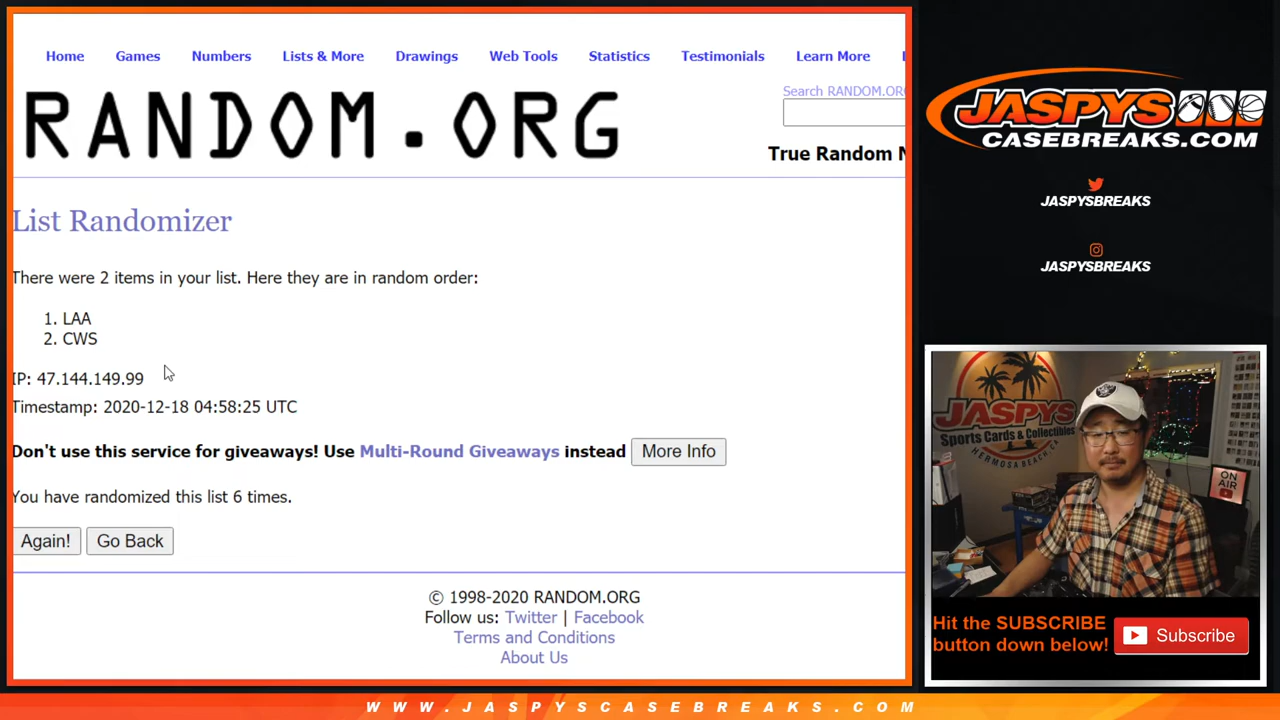 Home Games Numbers Lists & More Drawings Web Tools Statistics Testimonials Learn More
Search RANDOM.ORG
RANDOM.ORG
True Random N
List Randomizer
There were 2 items in your list. Here they are in random order:
1. LAA
2. CWS
IP: 47.144.149.99
Timestamp: 2020-12-18 04:58:25 UTC
Don't use this service for giveaways! Use Multi-Round Giveaways instead More Info
You have randomized this list 6 times.
Again! Go Back
© 1998-2020 RANDOM.ORG
Follow us: Twitter | Facebook
Terms and Conditions
About Us
JASPYS
CASEBREAKS.COM
JASPYSBREAKS
JASPYSBREAKS
JASPYS
Sports Cards & Collectibles
HERMOSA BEACH, CA
ON AIR
Hit the SUBSCRIBE
button down below!
Subscribe
WWW.JASPYSCASEBREAKS.COM